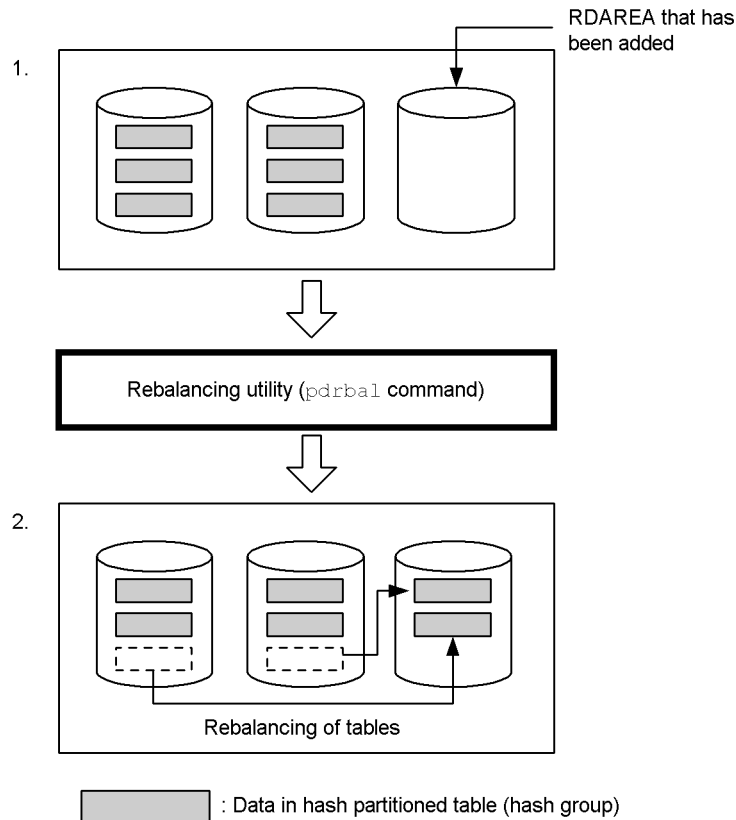 RDAREA that has
been added
1.
Rebalancing utility (pdrbal command)
2.
Rebalancing of tables
: Data in hash partitioned table (hash group)